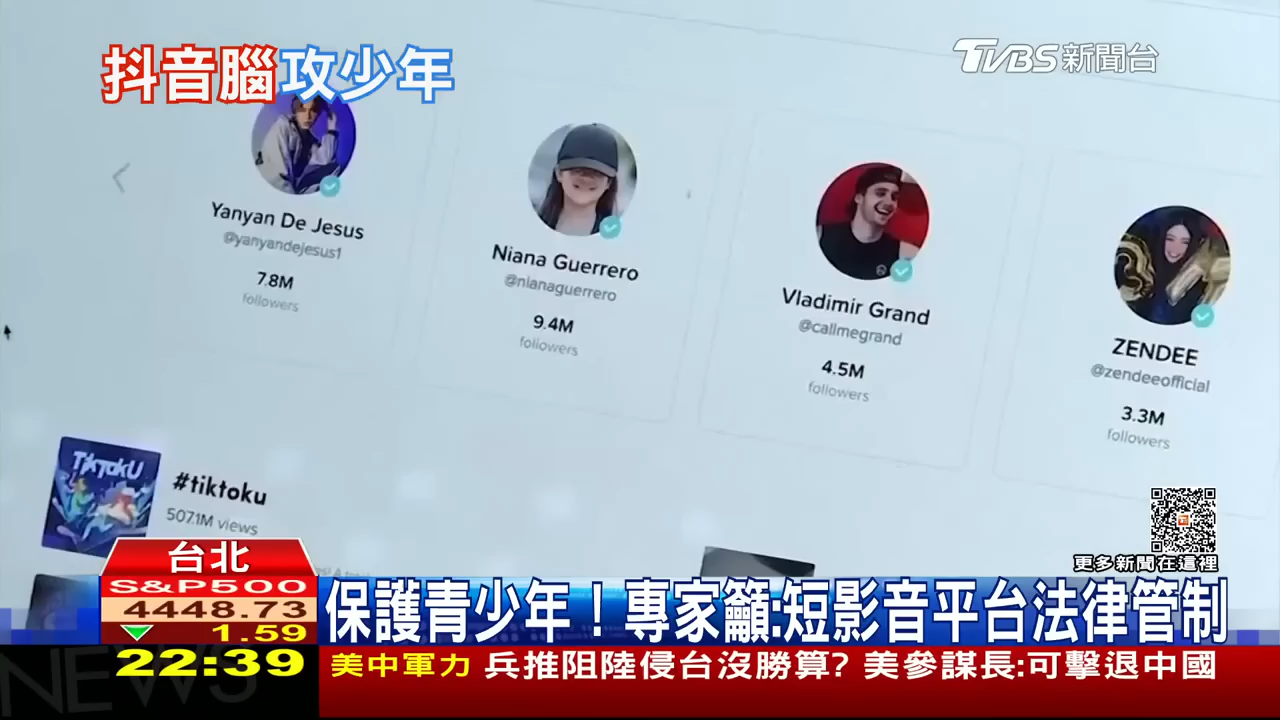 抖音腦攻少年
TVBS新聞台
Yanyan De Jesus
@yanyandejesus1
7.8M
followers
Niana Guerrero
@nianaguerrero
9.4M
followers
Vladimir Grand
@callmegrand
4.5M
followers
ZENDEE
@zendeeofficial
3.3M
followers
TikTokU
#tiktoku
507.1M views
更多新聞在這裡
台北
S&P500
4448.73
1.59
22:39
保護青少年！專家籲:短影音平台法律管制
美中軍力 兵推阻陸侵台沒勝算? 美參謀長:可擊退中國
NEWS